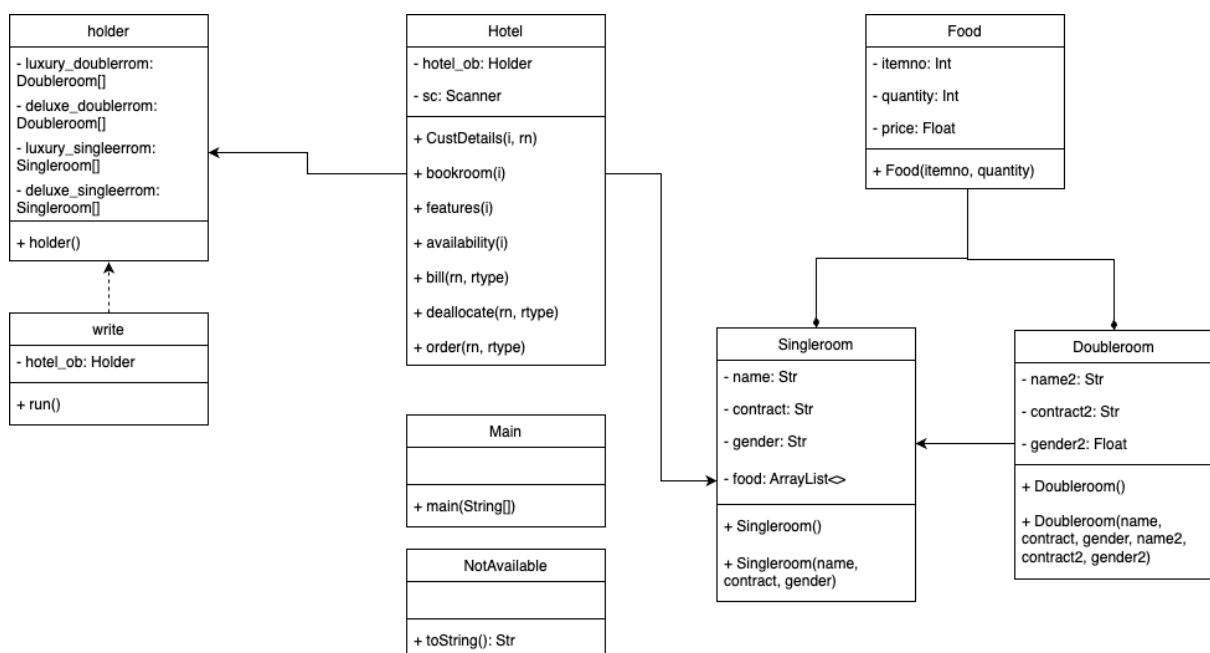 holder
- luxury_doublerrom:
Doubleroom[]
- deluxe_doublerrom:
Doubleroom[]
- luxury_singleerrom:
Singleroom[]
- deluxe_singleerrom:
Singleroom[]
+ holder()
write
- hotel_ob: Holder
+ run()
Hotel
- hotel_ob: Holder
- sc: Scanner
+ CustDetails(i, rn)
+ bookroom(i)
+ features(i)
+ availability(i)
+ bill(rn, rtype)
+ deallocate(rn, rtype)
+ order(rn, rtype)
Main
+ main(String[])
NotAvailable
+ toString(): Str
Food
- itemno: Int
- quantity: Int
- price: Float
+ Food(itemno, quantity)
Singleroom
- name: Str
- contract: Str
- gender: Str
- food: ArrayList<>
+ Singleroom()
+ Singleroom(name,
contract, gender)
Doubleroom
- name2: Str
- contract2: Str
- gender2: Float
+ Doubleroom()
+ Doubleroom(name,
contract, gender, name2,
contract2, gender2)